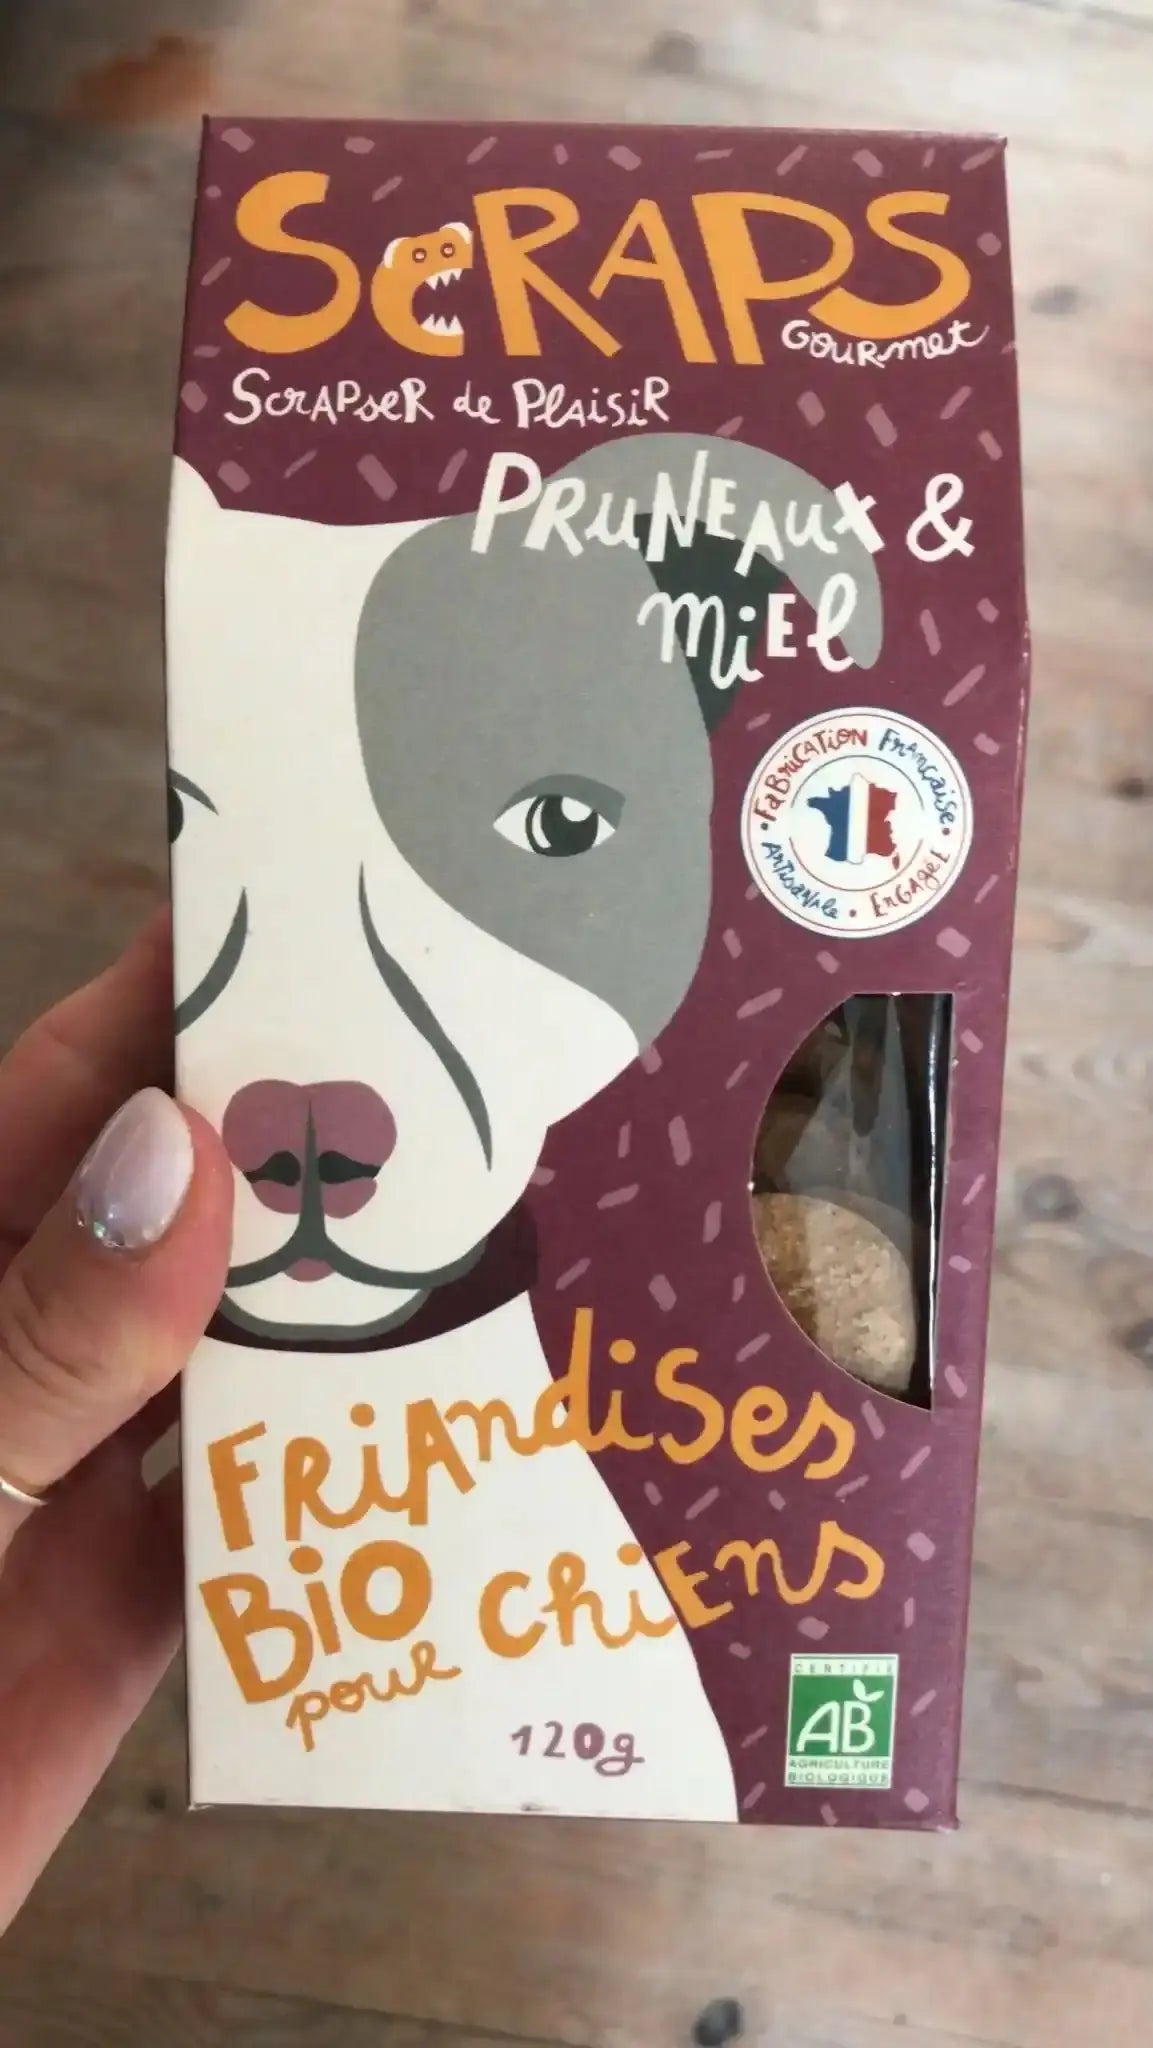 ScRAPS
GOURmet
ScrAPseR de PlaisiR
PRuNEAux &
MiEl
FaBRiCATiON Française
Artisanale • EnGAGéE
FRiAndiSes
BiO
pour
chiEns
120g
CERTIFIÉ
AB
AGRICULTURE
BIOLOGIQUE